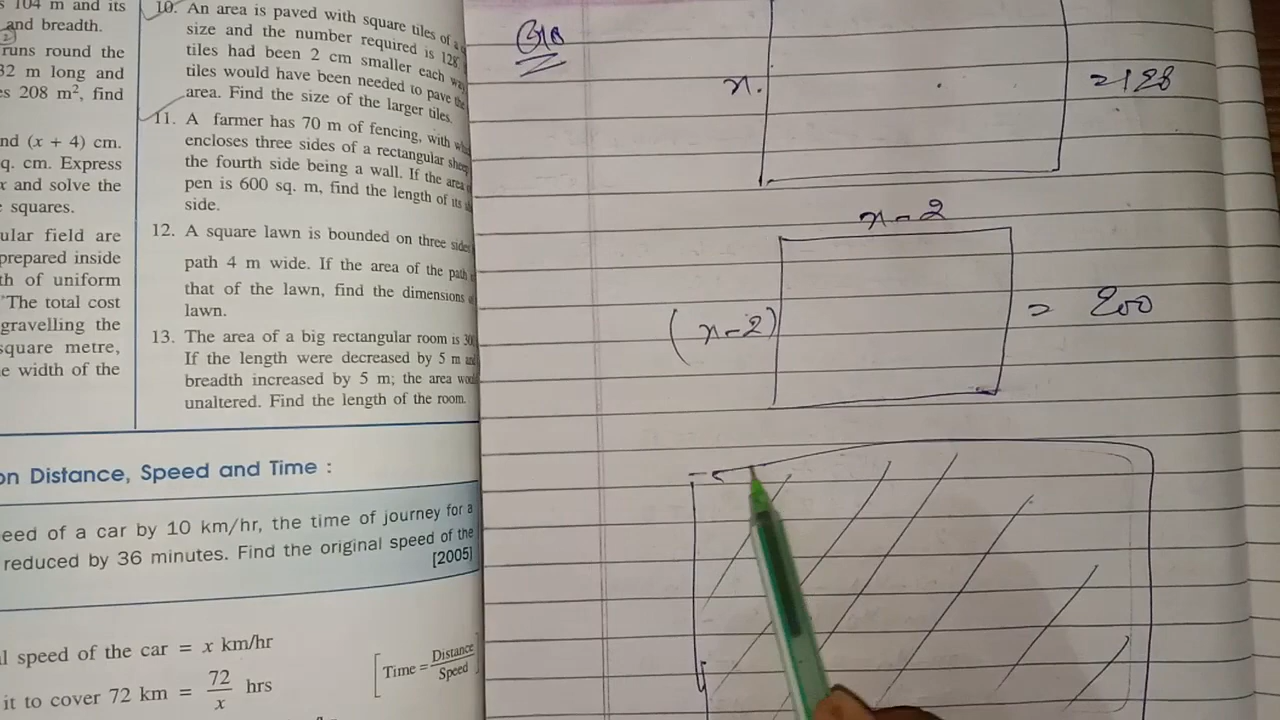 s 104 m and its
and breadth.
runs round the
32 m long and
es 208 m², find
nd (x + 4) cm.
q. cm. Express
x and solve the
squares.
ular field are
prepared inside
th of uniform
The total cost
gravelling the
square metre,
e width of the
10. An area is paved with square tiles of a
size and the number required is 128
tiles had been 2 cm smaller each way
tiles would have been needed to pave the
area. Find the size of the larger tiles.
11. A farmer has 70 m of fencing, with
encloses three sides of a rectangular sheep
the fourth side being a wall. If the area
pen is 600 sq. m, find the length of its
side.
12. A square lawn is bounded on three sides
path 4 m wide. If the area of the path
that of the lawn, find the dimensions
lawn.
13. The area of a big rectangular room is 30
If the length were decreased by 5 m
breadth increased by 5 m; the area
unaltered. Find the length of the room.
on Distance, Speed and Time :
eed of a car by 10 km/hr, the time of journey for a
reduced by 36 minutes. Find the original speed of the
[2005]
l speed of the car = x km/hr
it to cover 72 km = 72/x hrs
[Time = Distance/Speed]
x.
= 128
x - 2
(x-2)
= 200